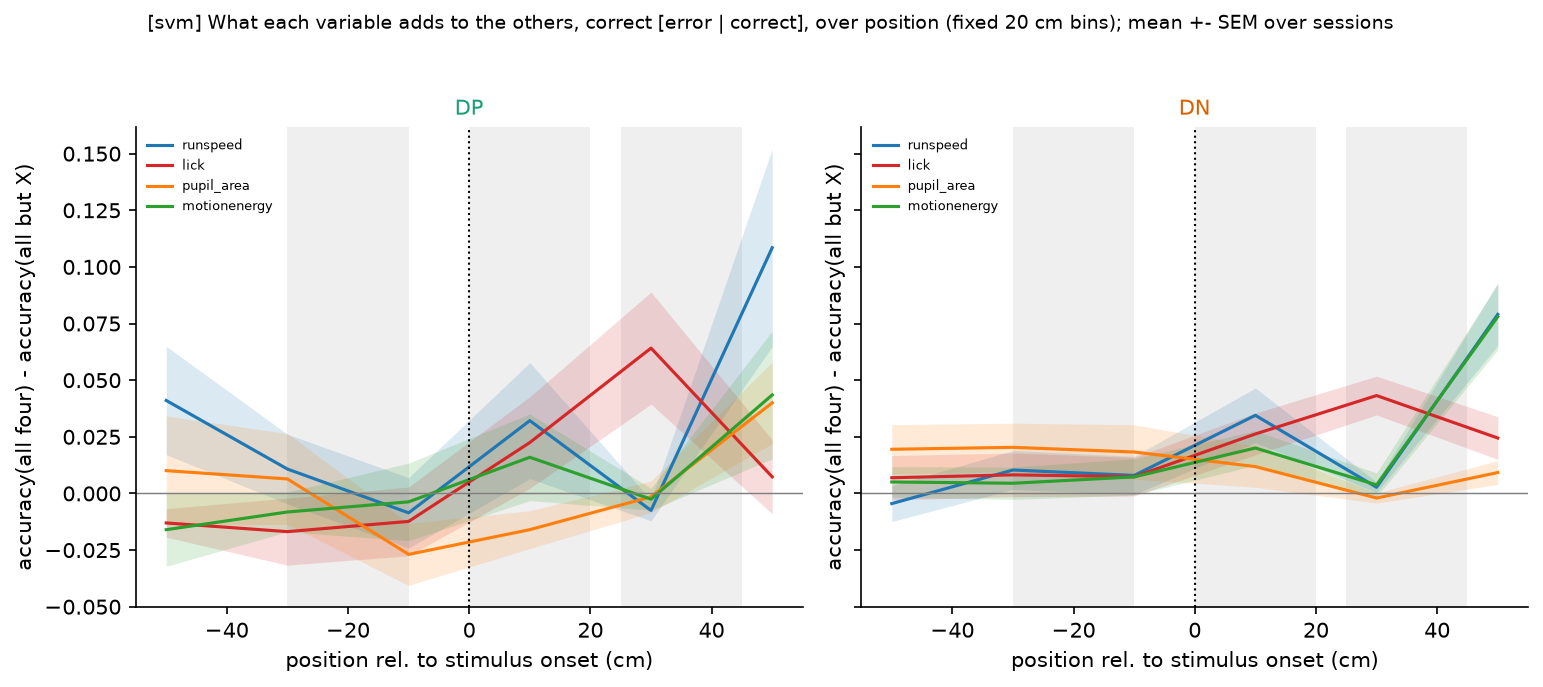 [svm] What each variable adds to the others, correct [error | correct], over position (fixed 20 cm bins); mean +- SEM over sessions
DP
runspeed
lick
pupil_area
motionenergy
accuracy(all four) - accuracy(all but X)
0.150
0.125
0.100
0.075
0.050
0.025
0.000
−0.025
−0.050
−40
−20
0
20
40
position rel. to stimulus onset (cm)
DN
runspeed
lick
pupil_area
motionenergy
accuracy(all four) - accuracy(all but X)
−40
−20
0
20
40
position rel. to stimulus onset (cm)